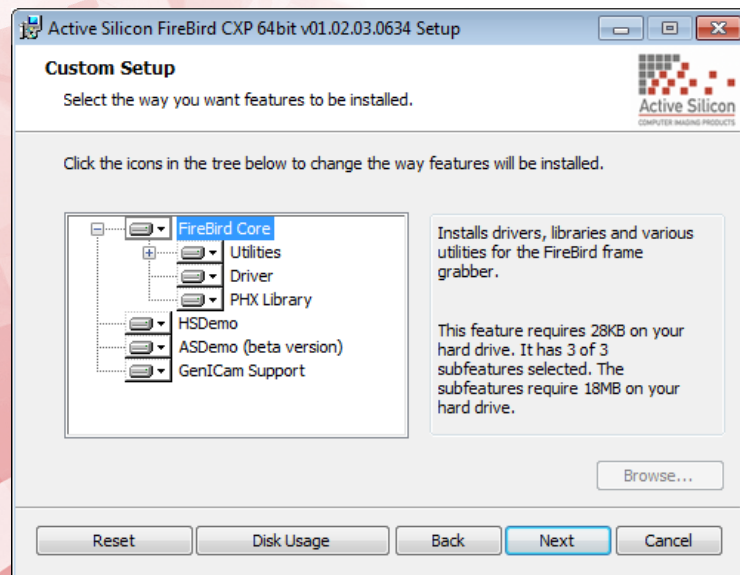 Active Silicon FireBird CXP 64bit v01.02.03.0634 Setup
Custom Setup
Select the way you want features to be installed.
Active Silicon
COMPUTER IMAGING PRODUCTS
Click the icons in the tree below to change the way features will be installed.
FireBird Core
Utilities
Driver
PHX Library
HSDemo
ASDemo (beta version)
GenICam Support
Installs drivers, libraries and various
utilities for the FireBird frame
grabber.
This feature requires 28KB on your
hard drive. It has 3 of 3
subfeatures selected. The
subfeatures require 18MB on your
hard drive.
Browse...
Reset
Disk Usage
Back
Next
Cancel